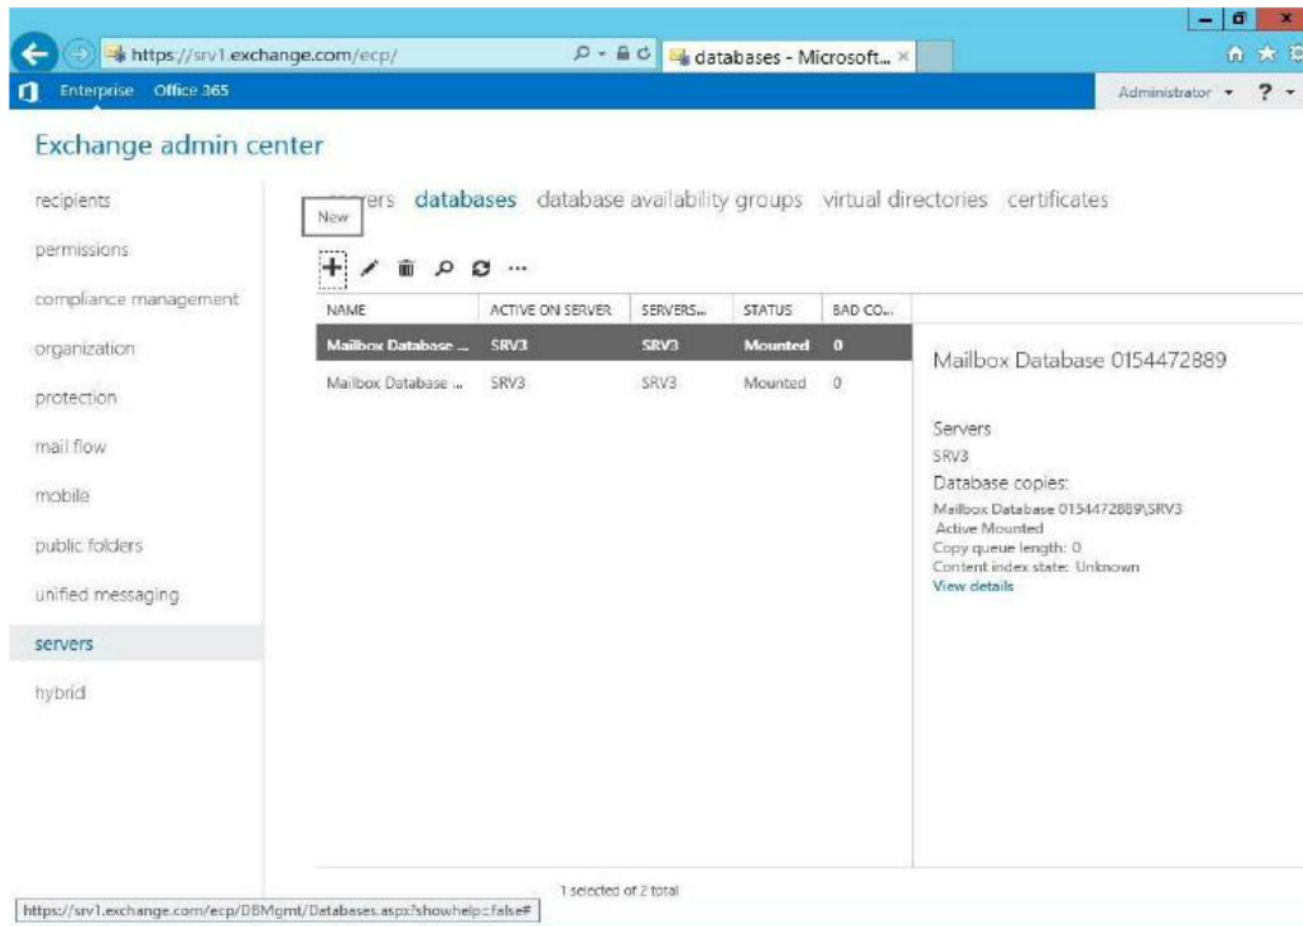 https://srv1.exchange.com/ecp/
databases - Microsoft...
Enterprise Office 365
Administrator ?
Exchange admin center
recipients
permissions
compliance management
organization
protection
mail flow
mobile
public folders
unified messaging
servers
hybrid
databases database availability groups virtual directories certificates
New
NAME ACTIVE ON SERVER SERVERS... STATUS BAD CO...
Mailbox Database ... SRV3 SRV3 Mounted 0
Mailbox Database ... SRV3 SRV3 Mounted 0
Mailbox Database 0154472889
Servers
SRV3
Database copies:
Mailbox Database 0154472889\SRV3
Active Mounted
Copy queue length: 0
Content index state: Unknown
View details
1 selected of 2 total
https://srv1.exchange.com/ecp/DBMgmt/Databases.aspx?showhelp=false#